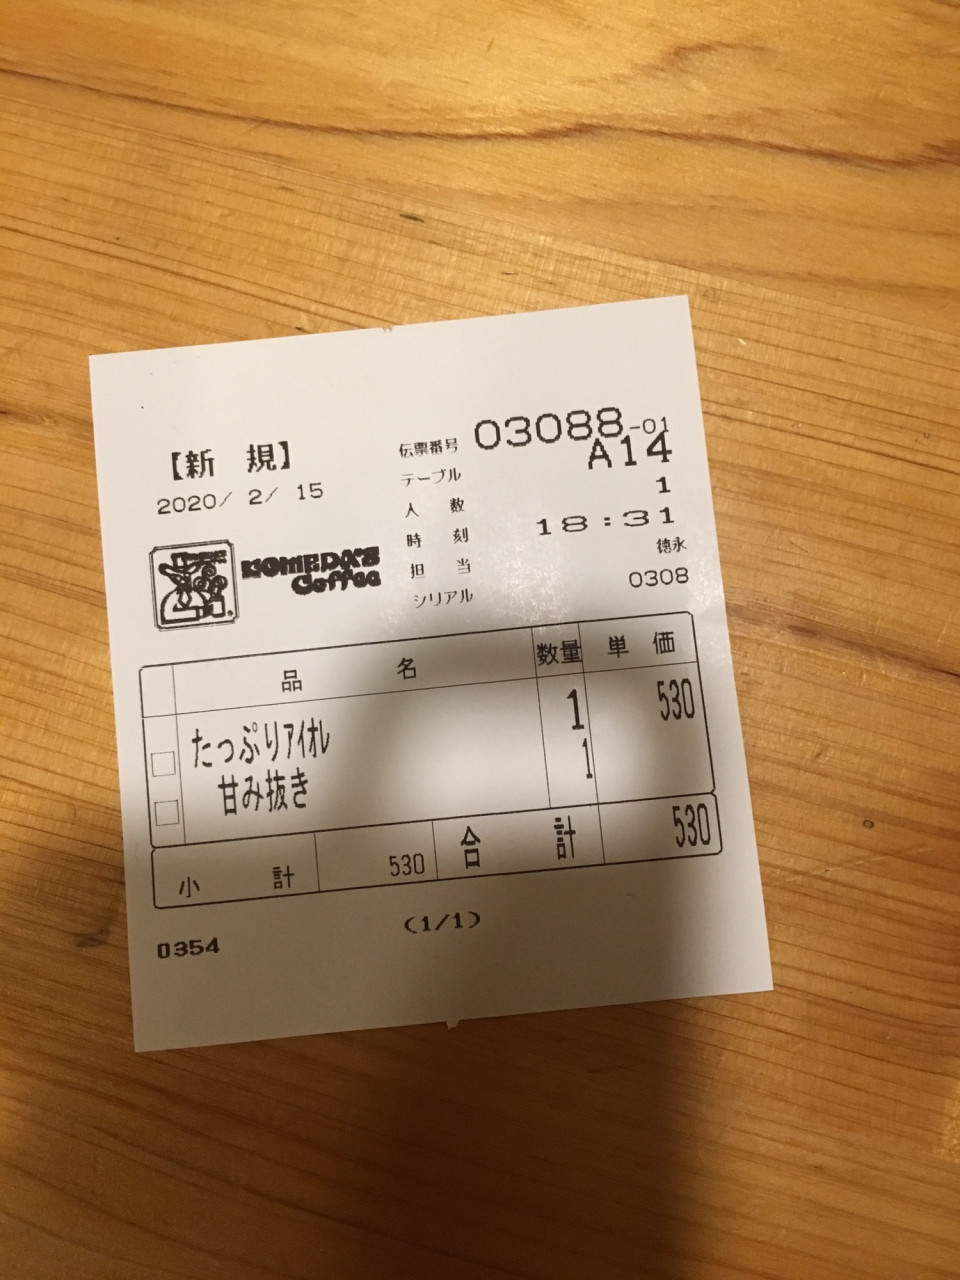 【新 規】
2020/ 2/ 15
KOMEDA'S
Coffee
伝票番号 03088-01
テーブル A14
人 数 1
時 刻 18:31
担 当 徳永
シリアル 0308
品 名 数量 単 価
たっぷりｱｲｵﾚ 1 530
甘み抜き 1
小 計 530 合 計 530
(1/1)
0354